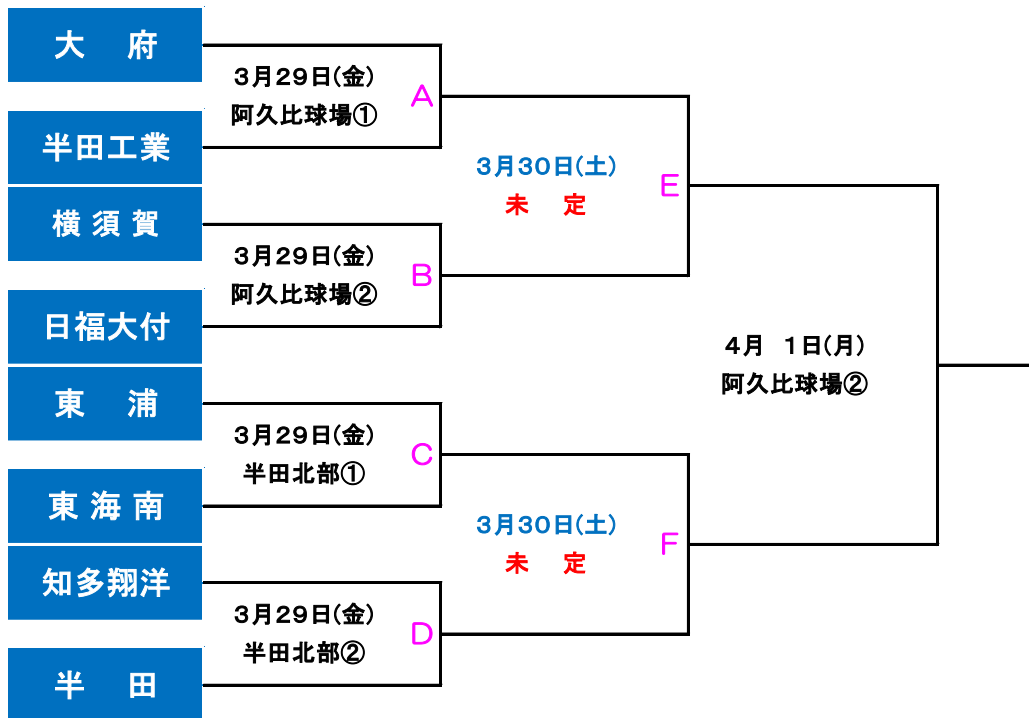 大　府
3月29日(金)
阿久比球場①
A
半田工業
3月30日(土)
未　定
E
横須賀
3月29日(金)
阿久比球場②
B
日福大付
4月　1日(月)
阿久比球場②
東　浦
3月29日(金)
半田北部①
C
東海南
3月30日(土)
未　定
F
知多翔洋
3月29日(金)
半田北部②
D
半　田